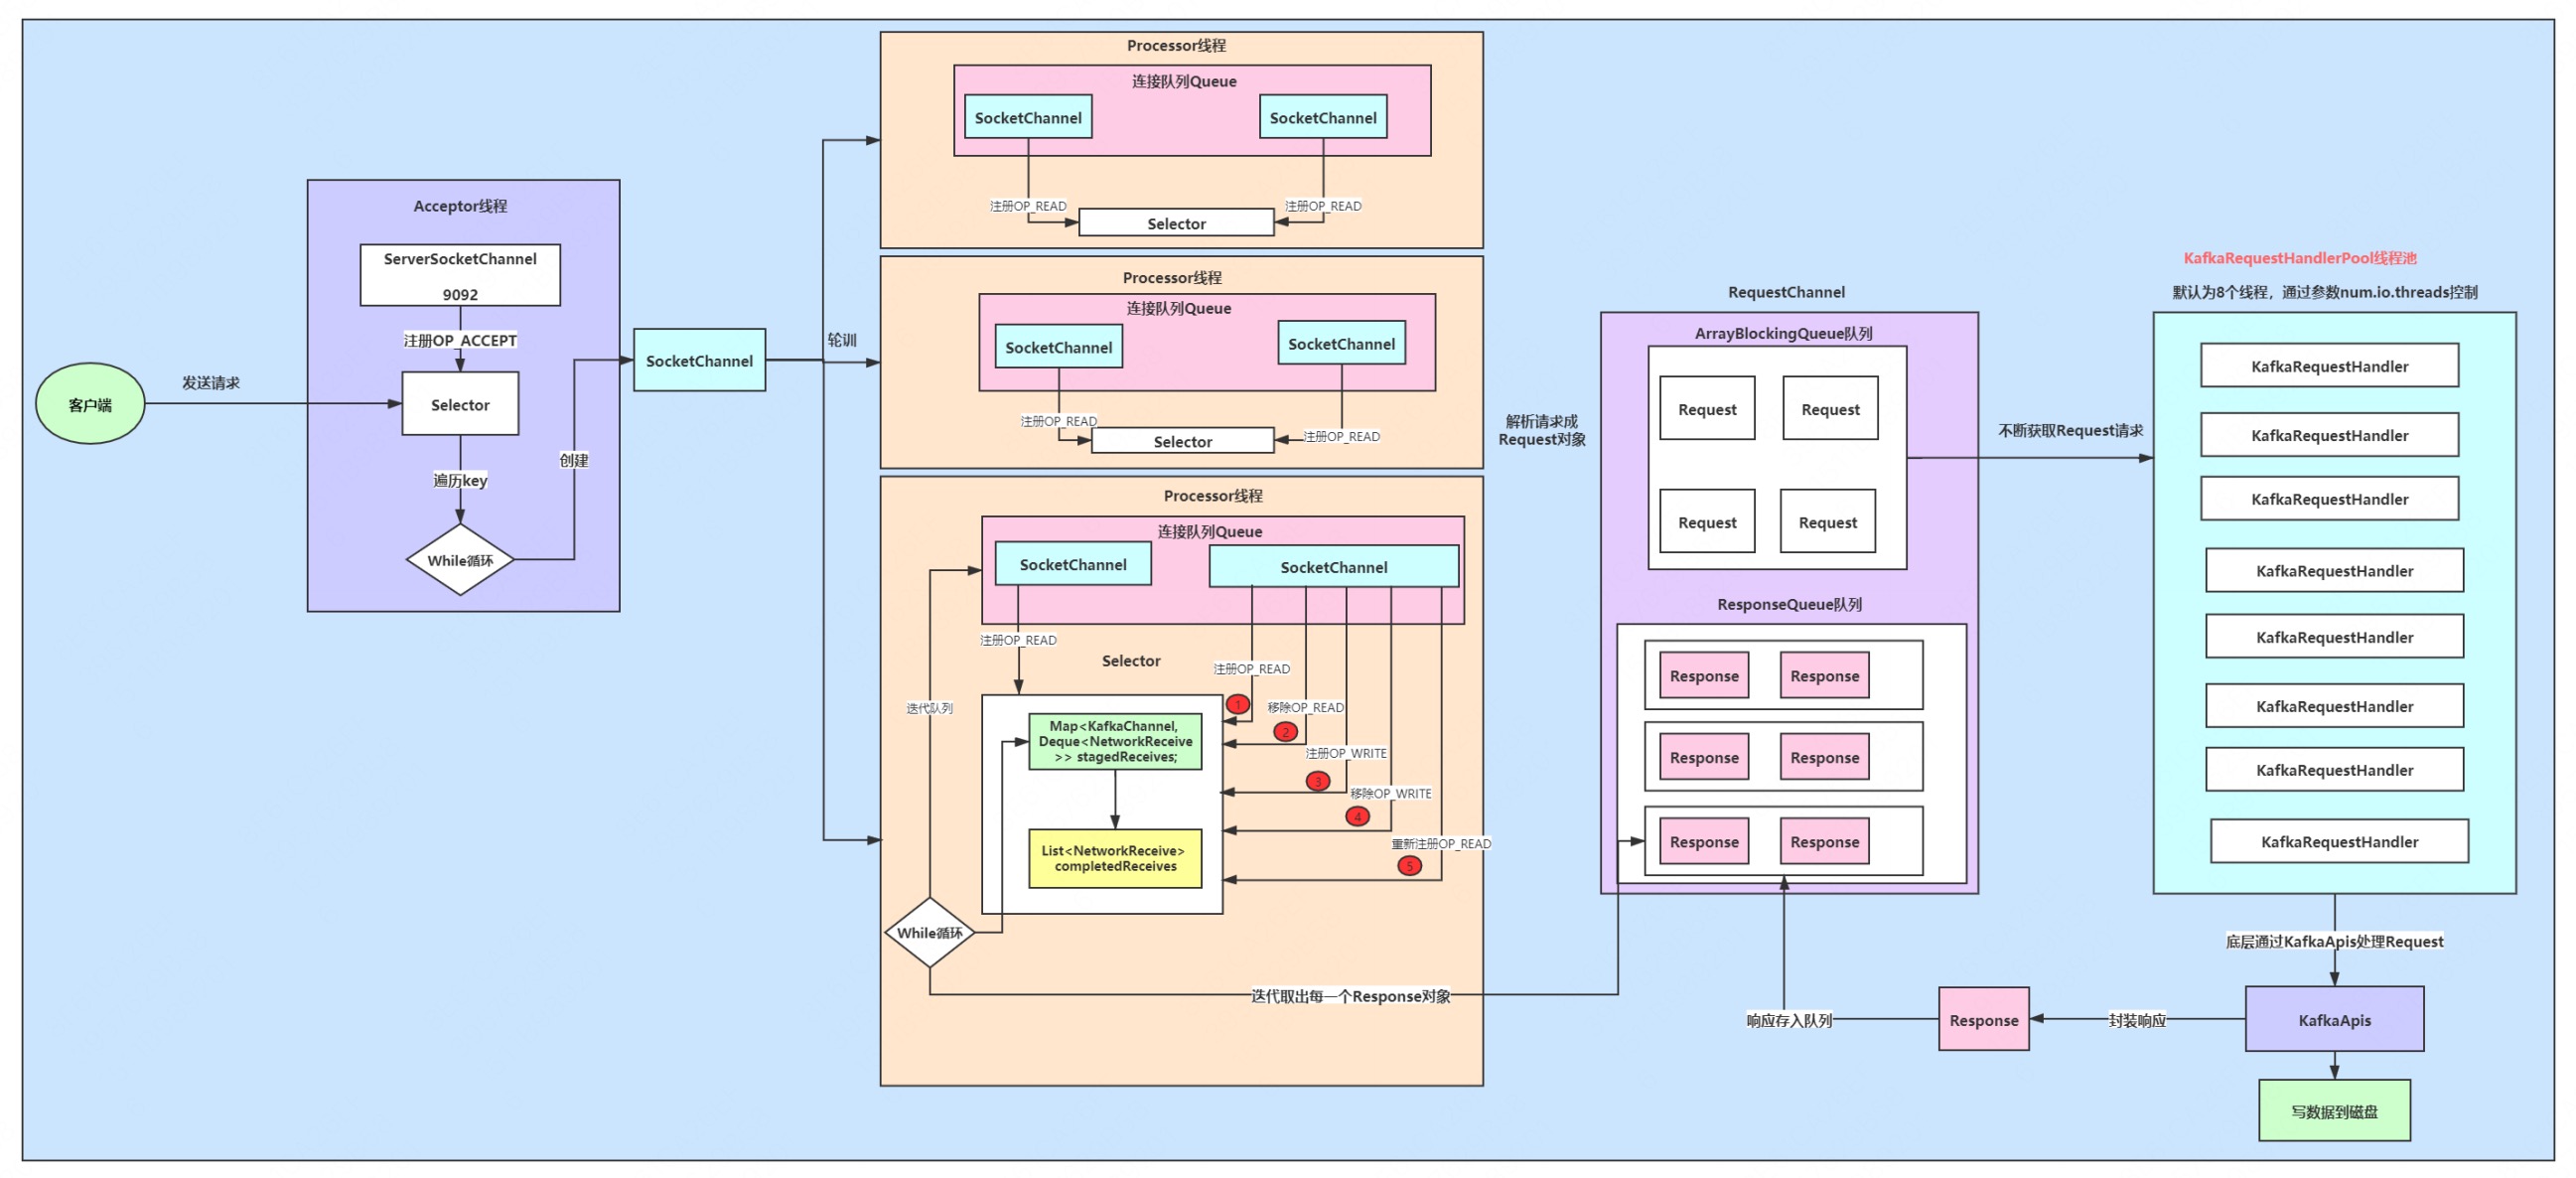 客户端
发送请求
Acceptor线程
ServerSocketChannel
9092
注册OP_ACCEPT
Selector
遍历key
While循环
创建
SocketChannel
轮训
Processor线程
连接队列Queue
SocketChannel
SocketChannel
注册OP_READ
注册OP_READ
Selector
Processor线程
连接队列Queue
SocketChannel
SocketChannel
注册OP_READ
注册OP_READ
Selector
Processor线程
连接队列Queue
SocketChannel
SocketChannel
注册OP_READ
Selector
注册OP_READ
1
移除OP_READ
2
注册OP_WRITE
3
移除OP_WRITE
4
重新注册OP_READ
5
迭代队列
Map<KafkaChannel,
Deque<NetworkReceive
>> stagedReceives;
List<NetworkReceive>
completedReceives
While循环
迭代取出每一个Response对象
解析请求成
Request对象
RequestChannel
ArrayBlockingQueue队列
Request
Request
Request
Request
ResponseQueue队列
Response
Response
Response
Response
Response
Response
不断获取Request请求
KafkaRequestHandlerPool线程池
默认为8个线程，通过参数num.io.threads控制
KafkaRequestHandler
KafkaRequestHandler
KafkaRequestHandler
KafkaRequestHandler
KafkaRequestHandler
KafkaRequestHandler
KafkaRequestHandler
KafkaRequestHandler
底层通过KafkaApis处理Request
KafkaApis
封装响应
Response
响应存入队列
写数据到磁盘